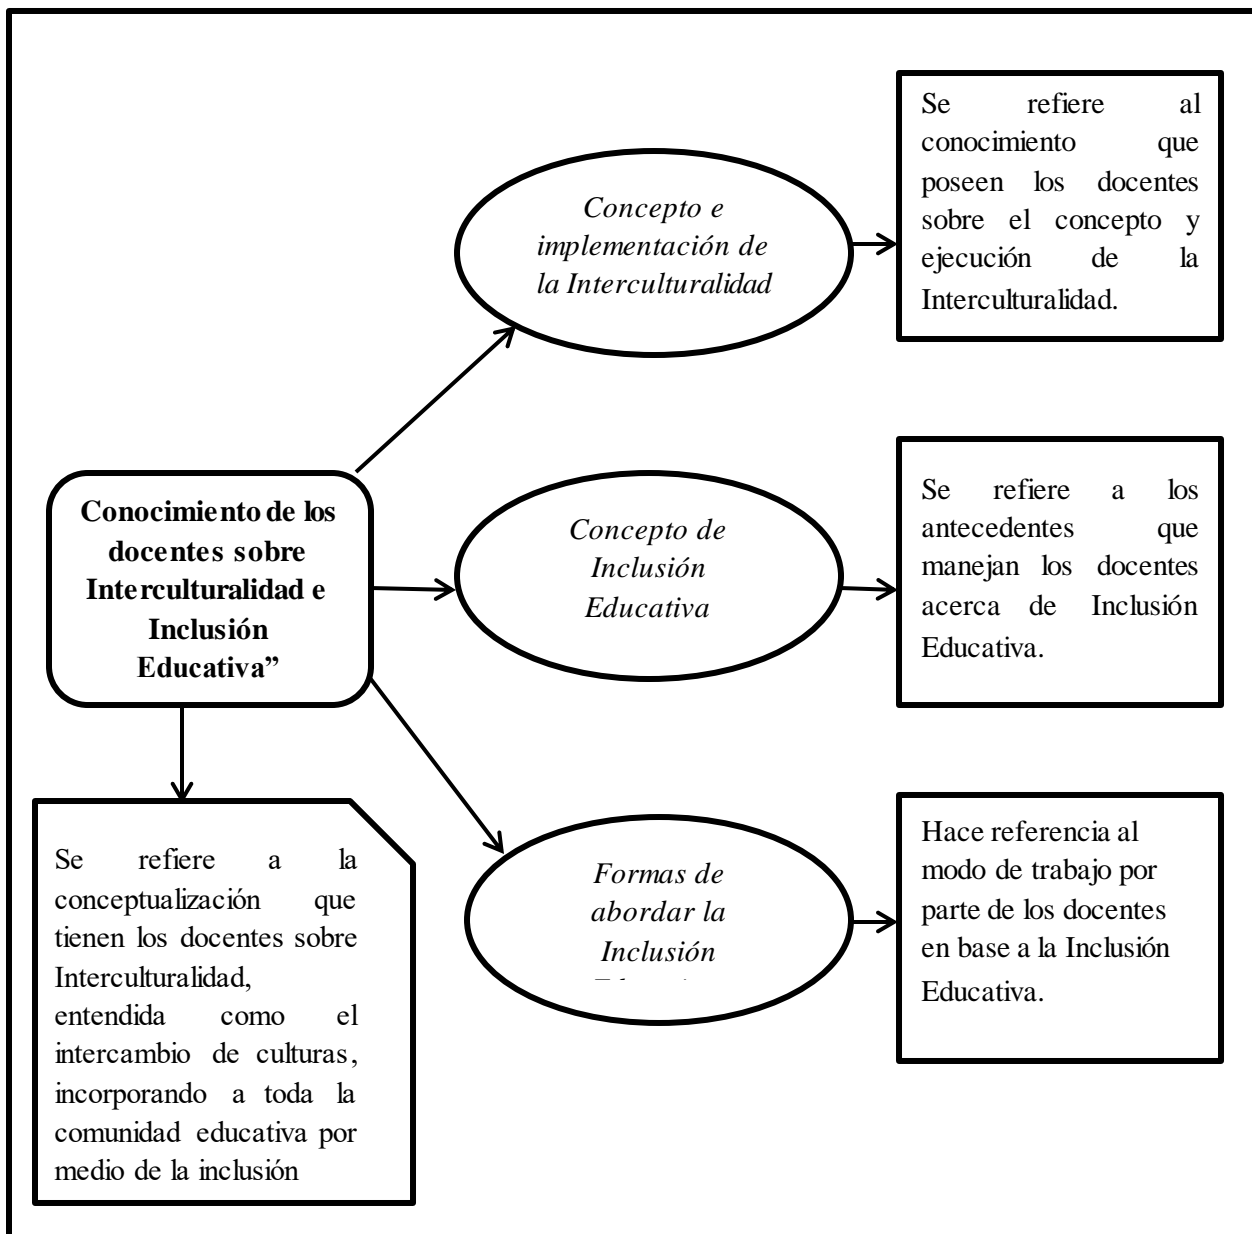 Conocimiento de los
docentes sobre
Interculturalidad e
Inclusión
Educativa”
Se refiere a la
conceptualización que
tienen los docentes sobre
Interculturalidad,
entendida como el
intercambio de culturas,
incorporando a toda la
comunidad educativa por
medio de la inclusión
Concepto e
implementación de
la Interculturalidad
Se refiere al
conocimiento que
poseen los docentes
sobre el concepto y
ejecución de la
Interculturalidad.
Concepto de
Inclusión
Educativa
Se refiere a los
antecedentes que
manejan los docentes
acerca de Inclusión
Educativa.
Formas de
abordar la
Inclusión
Hace referencia al
modo de trabajo por
parte de los docentes
en base a la Inclusión
Educativa.